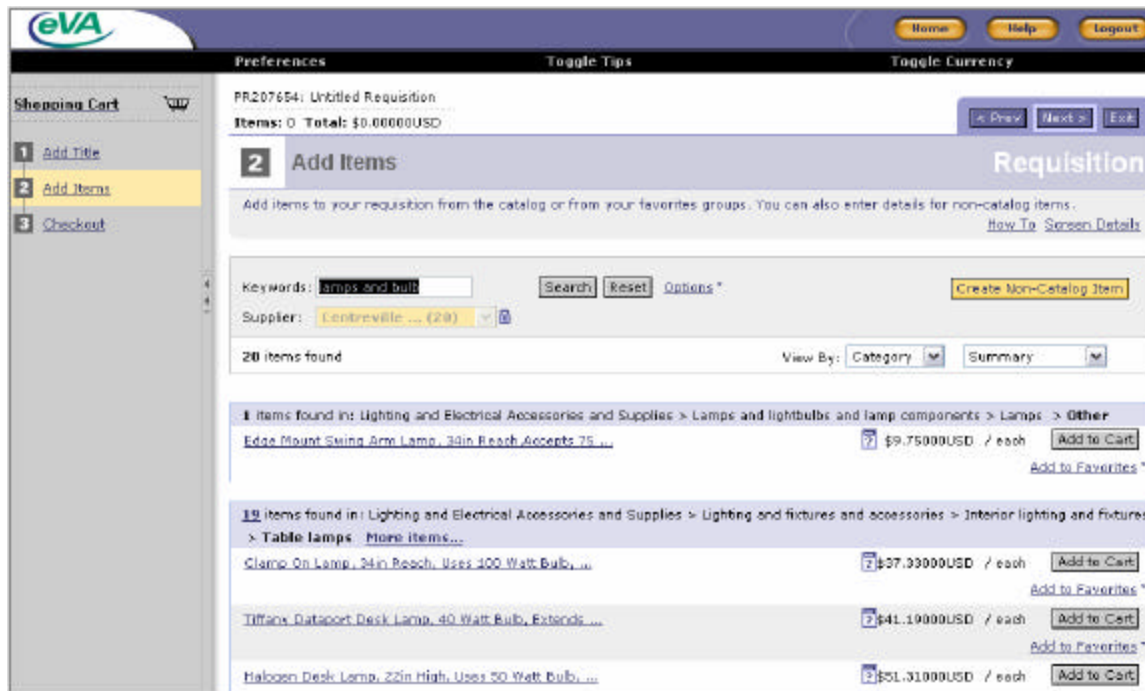 eVA
Home Help Logout
Preferences Toggle Tips Toggle Currency
Shopping Cart
1 Add Title
2 Add Items
3 Checkout
PR207654: Untitled Requisition
Items: 0 Total: $0.00000USD
< Prev Next > Exit
2 Add Items
Requisition
Add items to your requisition from the catalog or from your favorites groups. You can also enter details for non-catalog items.
How To Screen Details
Keywords: lamps and bulb Search Reset Options * Create Non-Catalog Item
Supplier: Centreville ... (20)
20 items found View By: Category Summary
1 items found in: Lighting and Electrical Accessories and Supplies > Lamps and lightbulbs and lamp components > Lamps > Other
Edge Mount Swing Arm Lamp, 34in Reach,Accepts 75 ... ? $9.75000USD / each Add to Cart
Add to Favorites *
19 items found in: Lighting and Electrical Accessories and Supplies > Lighting and fixtures and accessories > Interior lighting and fixtures
> Table lamps More items...
Clamp On Lamp, 34in Reach, Uses 100 Watt Bulb, ... ? $37.33000USD / each Add to Cart
Add to Favorites *
Tiffany Dataport Desk Lamp, 40 Watt Bulb, Extends ... ? $41.19000USD / each Add to Cart
Add to Favorites *
Halogen Desk Lamp, 22in High, Uses 50 Watt Bulb, ... ? $51.31000USD / each Add to Cart